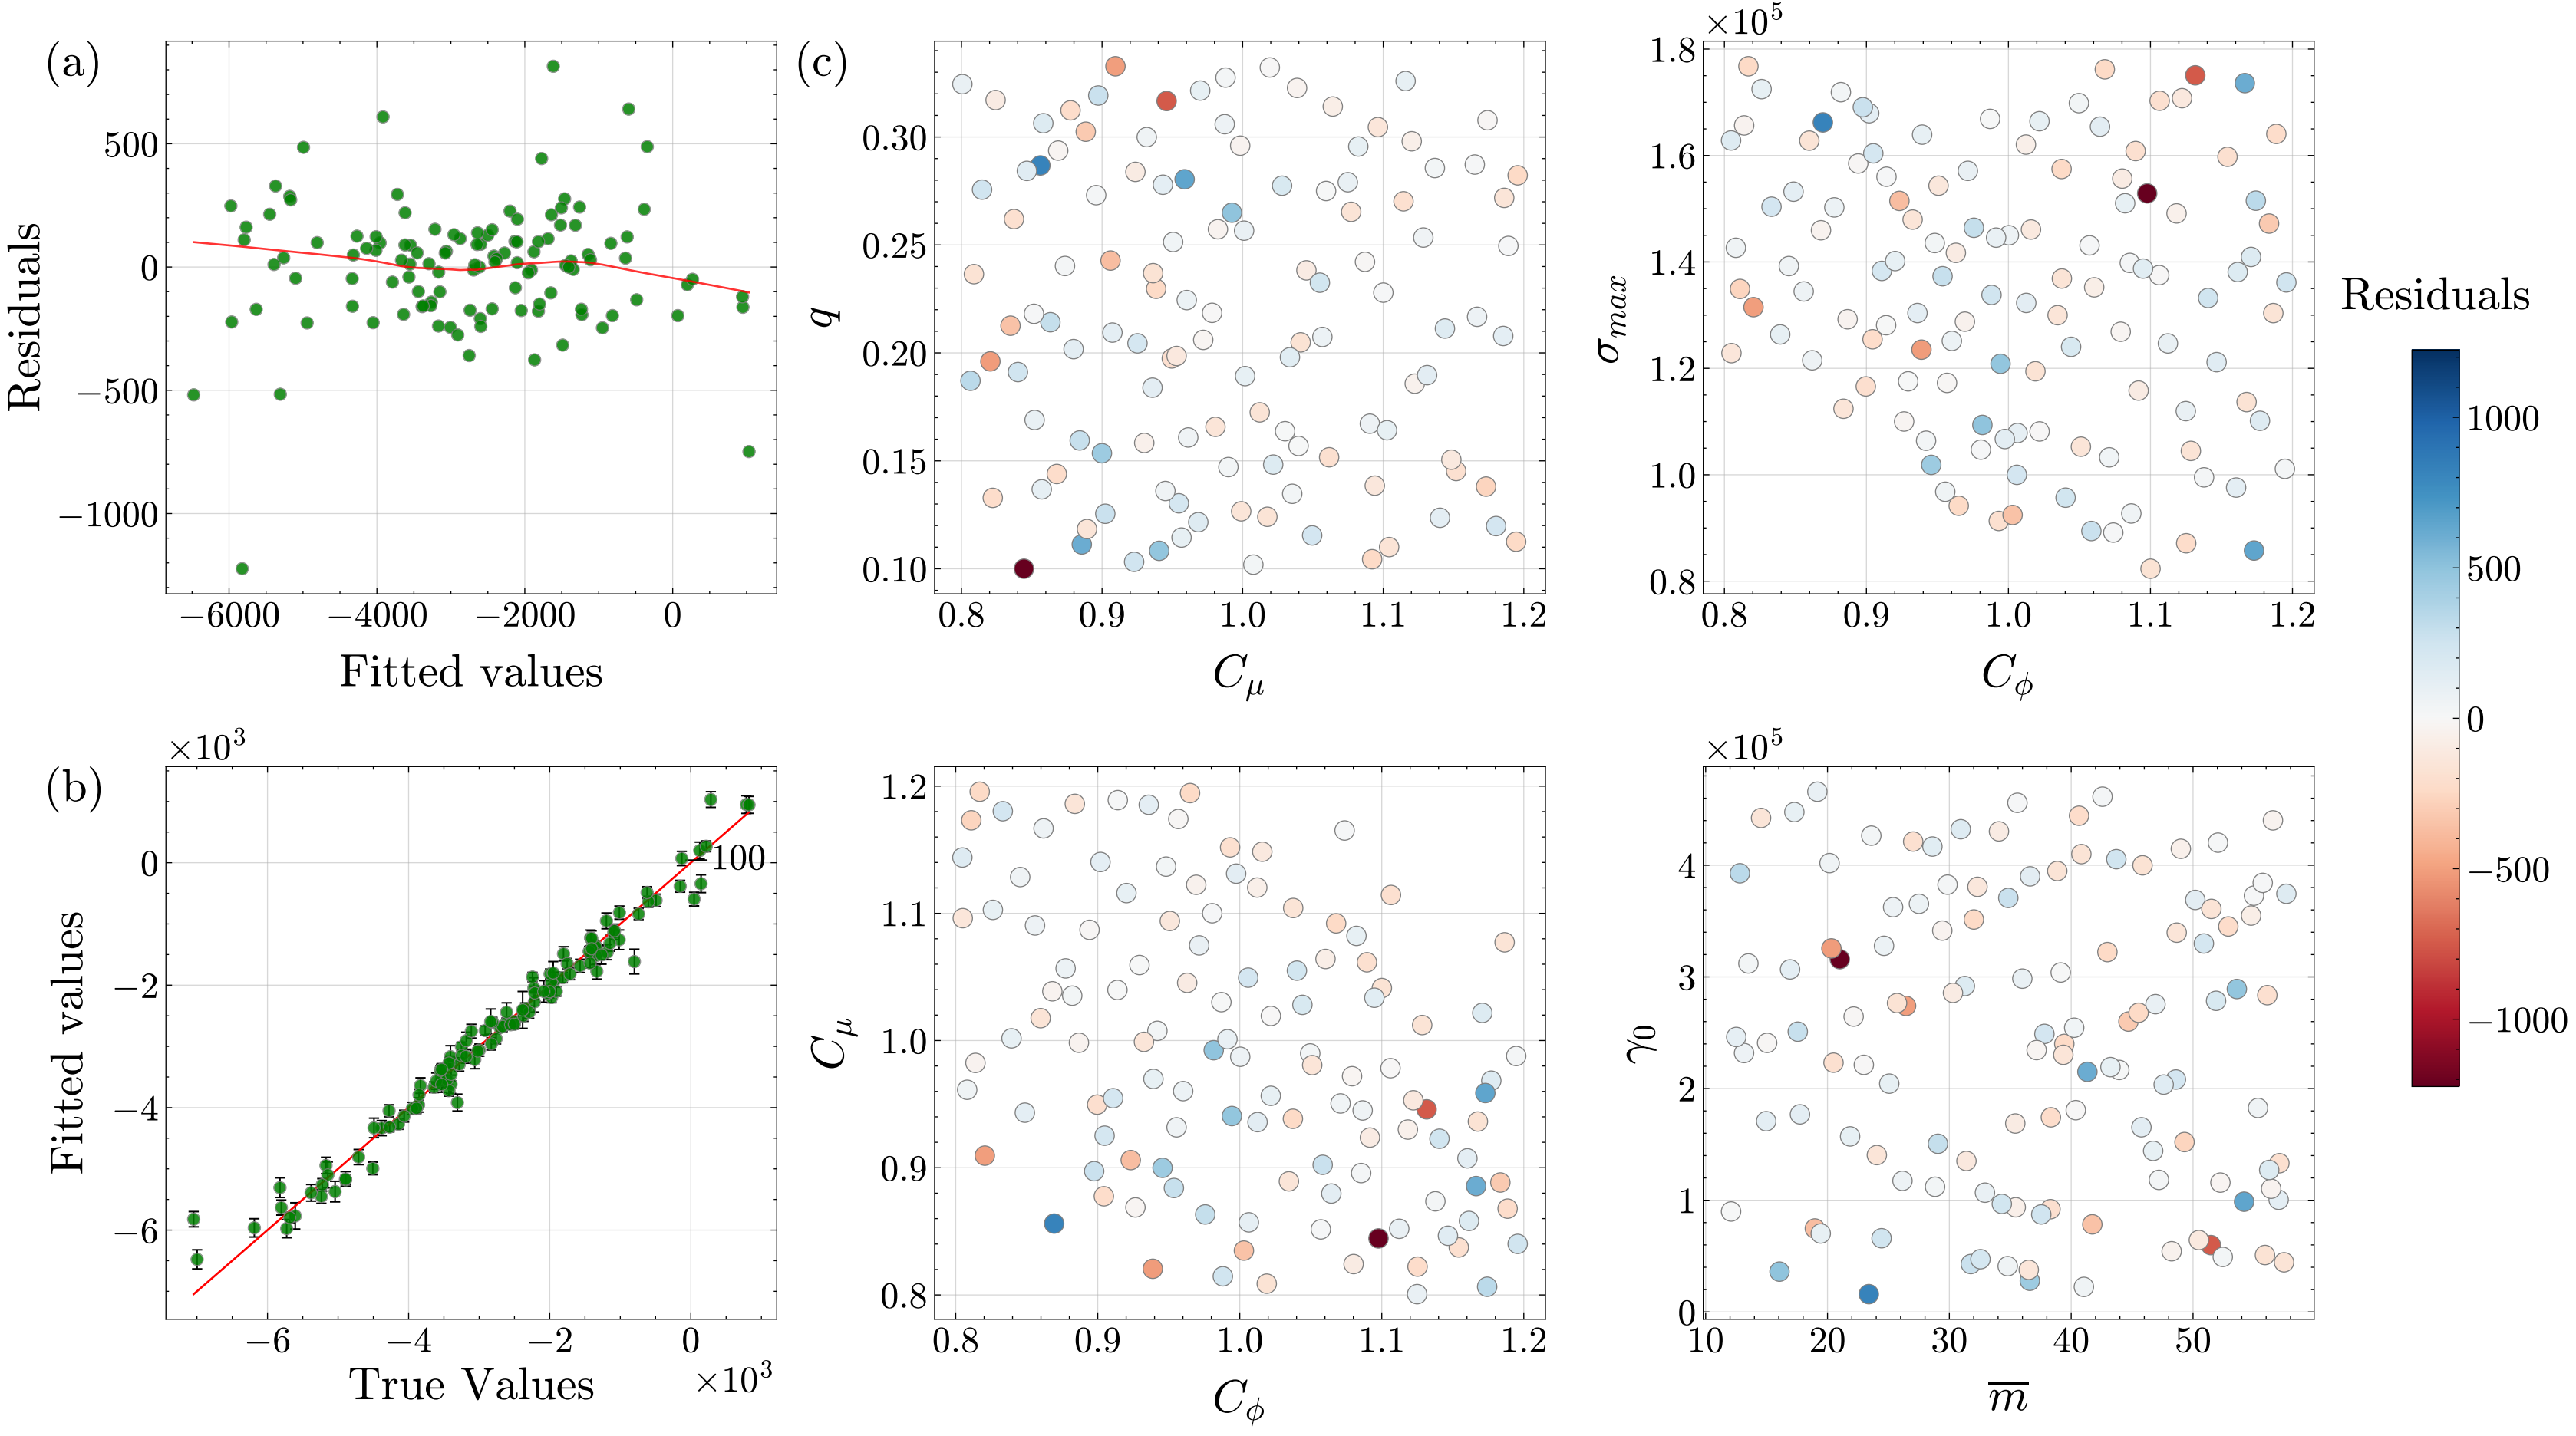 (a)
500
0
−500
−1000
Residuals
−6000 −4000 −2000 0
Fitted values
(c)
0.30
0.25
0.20
0.15
0.10
q
0.8 0.9 1.0 1.1 1.2
C_μ
×10⁵
1.8
1.6
1.4
1.2
1.0
0.8
σ_max
0.8 0.9 1.0 1.1 1.2
C_ϕ
Residuals
1000
500
0
−500
−1000
(b)
×10³
0
−2
−4
−6
Fitted values
100
−6 −4 −2 0
True Values
×10³
1.2
1.1
1.0
0.9
0.8
C_μ
0.8 0.9 1.0 1.1 1.2
C_ϕ
×10⁵
4
3
2
1
0
γ₀
10 20 30 40 50
m̅